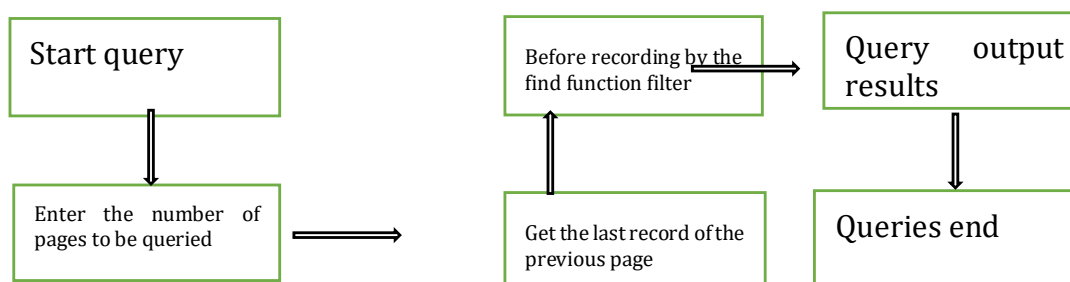 Start query
Enter the number of
pages to be queried
Get the last record of the
previous page
Before recording by the
find function filter
Query output
results
Queries end